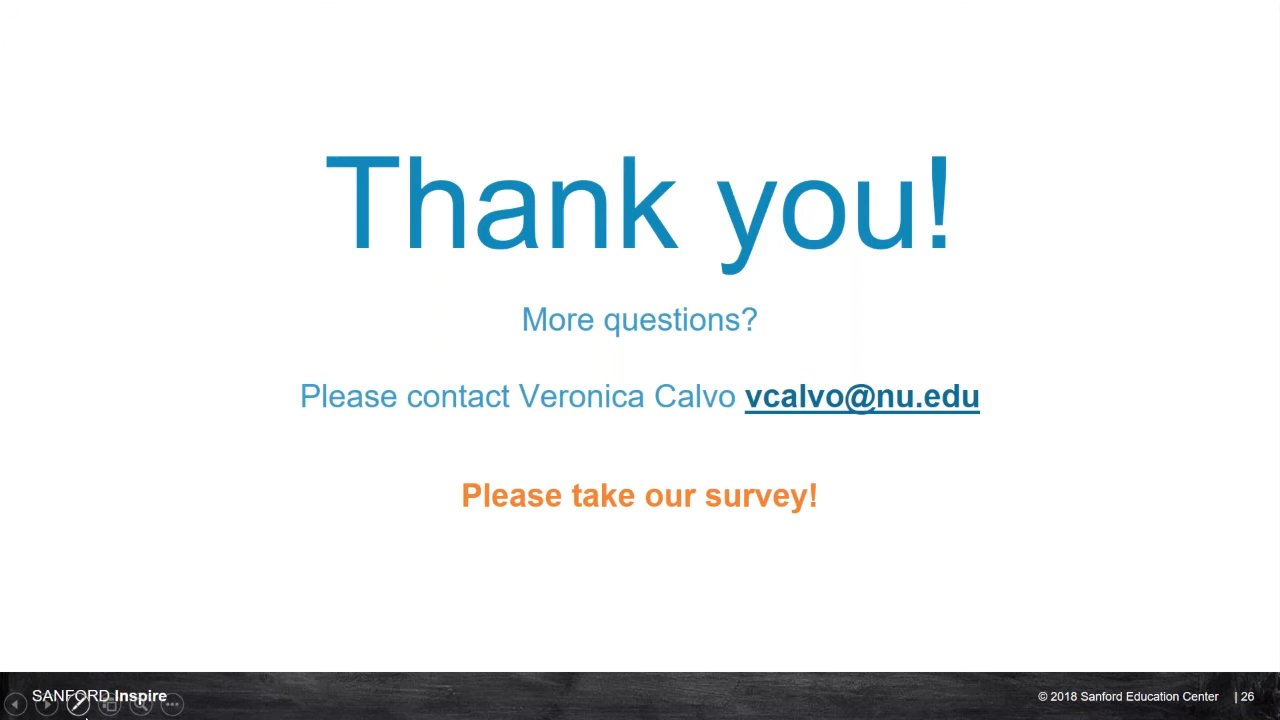 Thank you!
More questions?
Please contact Veronica Calvo vcalvo@nu.edu
Please take our survey!
SANFORD Inspire
© 2018 Sanford Education Center | 26